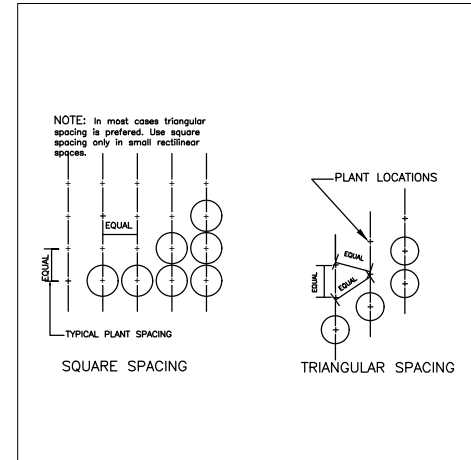 NOTE: In most cases triangular
spacing is prefered. Use square
spacing only in small rectilinear
spaces.
EQUAL
EQUAL
TYPICAL PLANT SPACING
SQUARE SPACING
PLANT LOCATIONS
EQUAL
EQUAL
EQUAL
TRIANGULAR SPACING